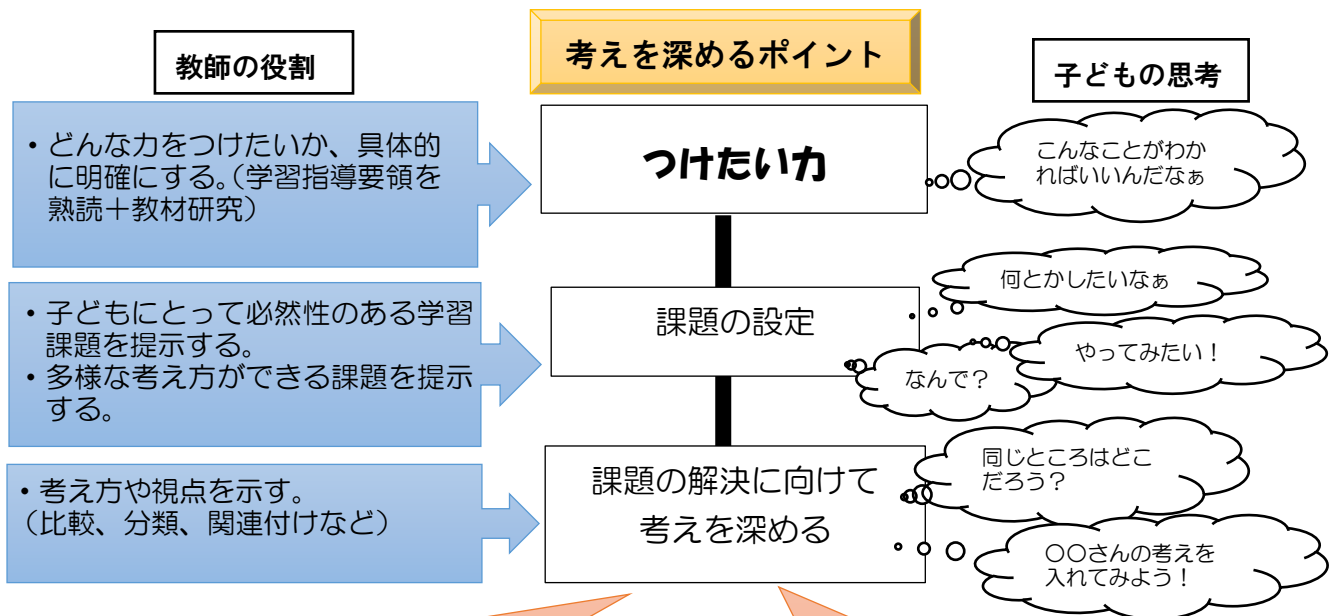 考えを深めるポイント
教師の役割
子どもの思考
・どんな力をつけたいか、具体的
に明確にする。(学習指導要領を
熟読+教材研究)
つけたい力
こんなことがわか
ればいいんだなぁ
・子どもにとって必然性のある学習
課題を提示する。
・多様な考え方ができる課題を提示
する。
課題の設定
何とかしたいなぁ
やってみたい！
なんで？
・考え方や視点を示す。
(比較、分類、関連付けなど)
課題の解決に向けて
考えを深める
同じところはどこ
だろう？
〇〇さんの考えを
入れてみよう！